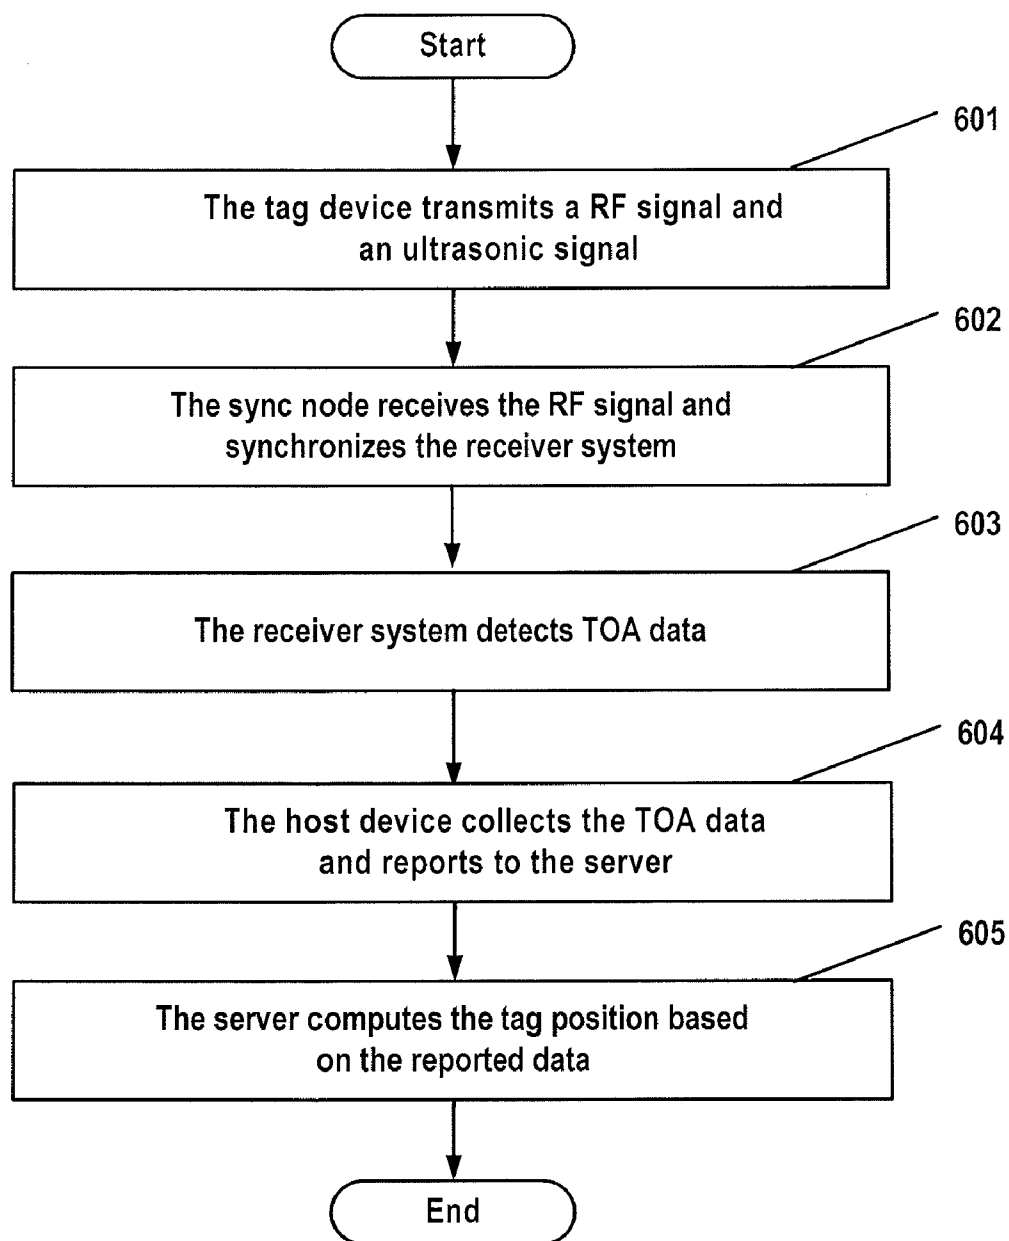 Start
601
The tag device transmits a RF signal and
an ultrasonic signal
602
The sync node receives the RF signal and
synchronizes the receiver system
603
The receiver system detects TOA data
604
The host device collects the TOA data
and reports to the server
605
The server computes the tag position based
on the reported data
End